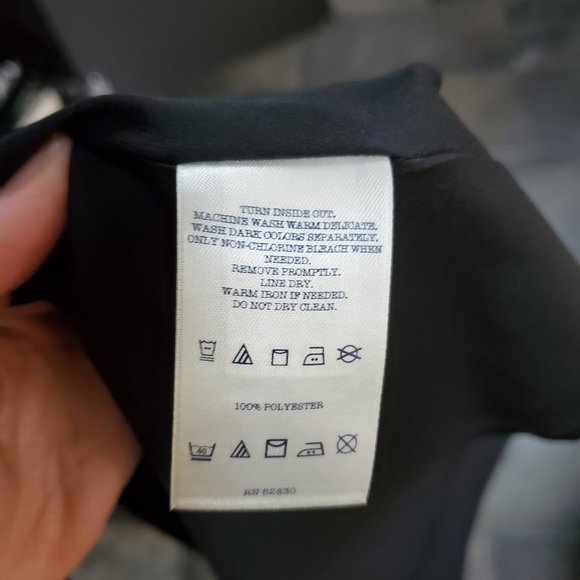 TURN INSIDE OUT.
MACHINE WASH WARM DELICATE.
WASH DARK COLORS SEPARATELY.
ONLY NON-CHLORINE BLEACH WHEN
NEEDED.
REMOVE PROMPTLY.
LINE DRY.
WARM IRON IF NEEDED.
DO NOT DRY CLEAN.
100% POLYESTER
40
RN 62830